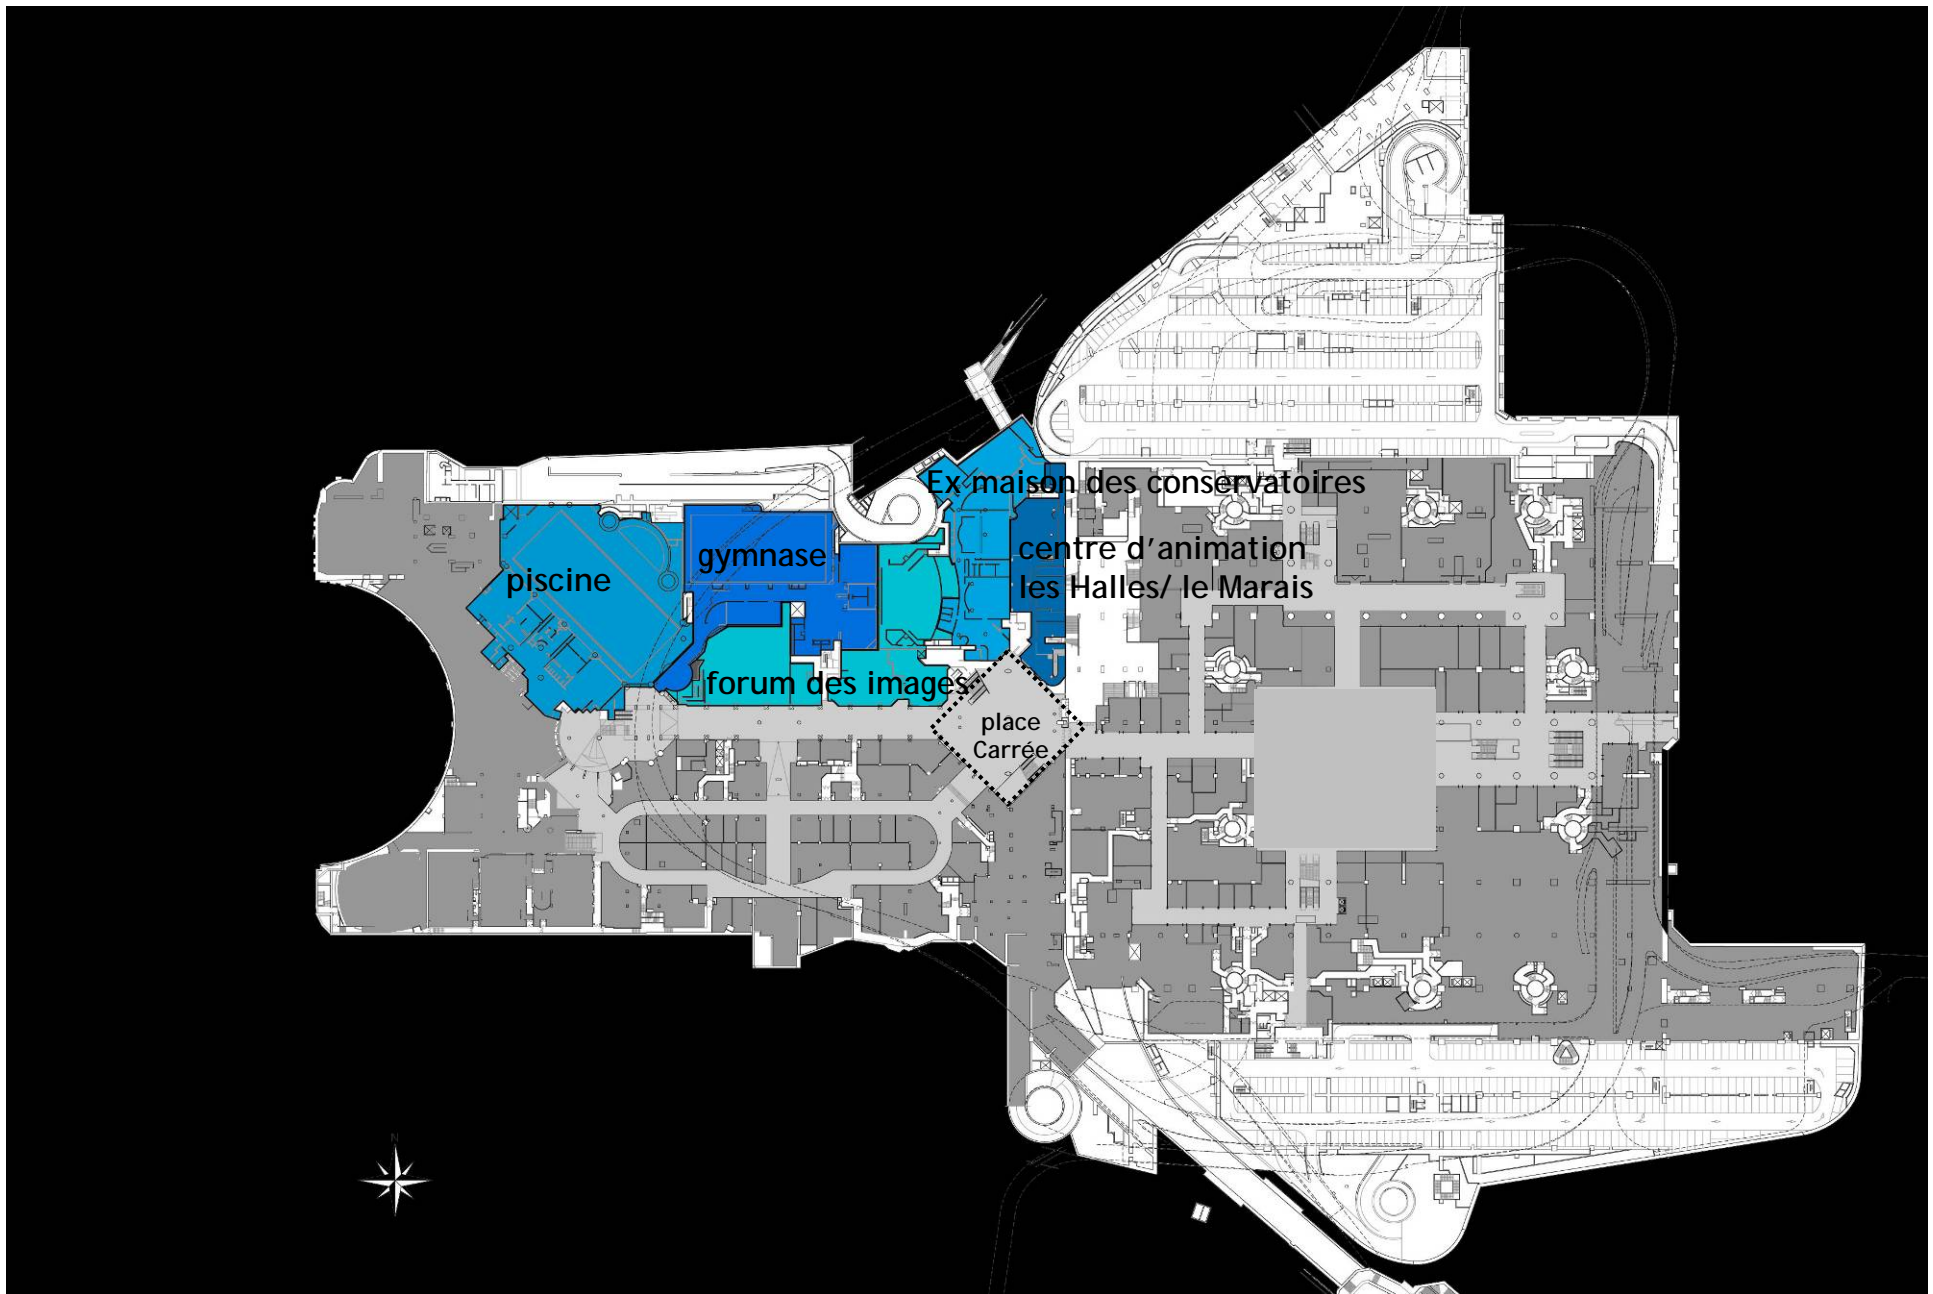 Ex maison des conservatoires
centre d'animation
les Halles/ le Marais
gymnase
piscine
forum des images
place
Carrée
N